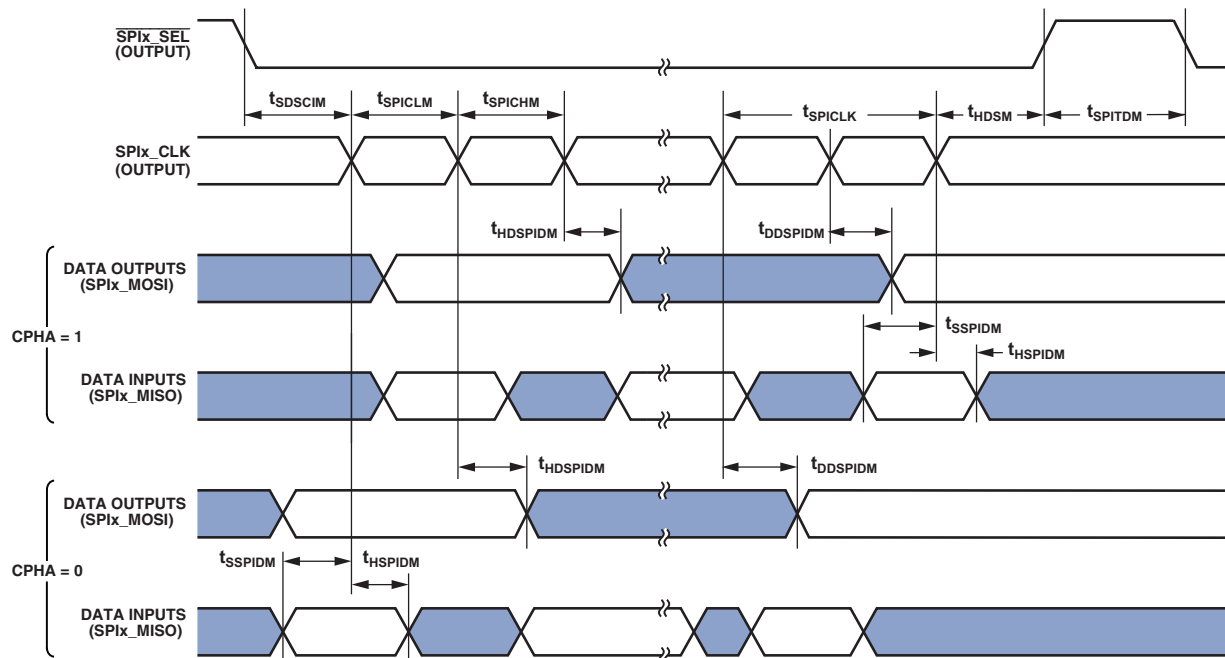 SPIx_SEL
(OUTPUT)
tSDSCIM
tSPICLM
tSPICHM
tSPICLK
tHDSM
tSPITDM
SPIx_CLK
(OUTPUT)
tHDSPIDM
tDDSPIDM
DATA OUTPUTS
(SPIx_MOSI)
CPHA = 1
tSSPIDM
tHSPIDM
DATA INPUTS
(SPIx_MISO)
tHDSPIDM
tDDSPIDM
DATA OUTPUTS
(SPIx_MOSI)
CPHA = 0
tSSPIDM
tHSPIDM
DATA INPUTS
(SPIx_MISO)